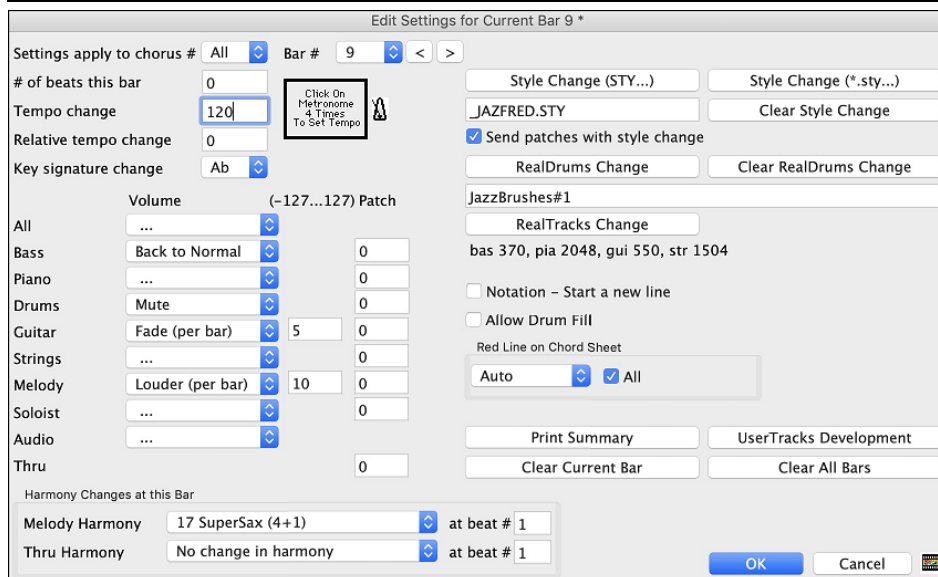 Edit Settings for Current Bar 9 *
Settings apply to chorus # All Bar # 9 < >
# of beats this bar 0
Tempo change 120
Relative tempo change 0
Key signature change Ab
Click On
Metronome
4 Times
To Set Tempo
Style Change (STY...) Style Change (*.sty...)
_JAZFRED.STY Clear Style Change
Send patches with style change
RealDrums Change Clear RealDrums Change
JazzBrushes#1
RealTracks Change
bas 370, pia 2048, gui 550, str 1504
Volume (-127...127) Patch
All ...
Bass Back to Normal 0
Piano ... 0
Drums Mute 0
Guitar Fade (per bar) 5 0
Strings ... 0
Melody Louder (per bar) 10 0
Soloist ... 0
Audio ...
Thru 0
Notation - Start a new line
Allow Drum Fill
Red Line on Chord Sheet
Auto All
Print Summary UserTracks Development
Clear Current Bar Clear All Bars
Harmony Changes at this Bar
Melody Harmony 17 SuperSax (4+1) at beat # 1
Thru Harmony No change in harmony at beat # 1
OK Cancel